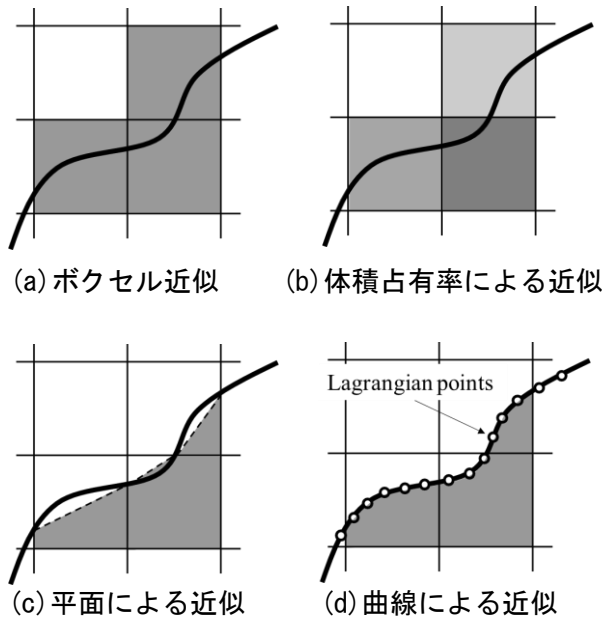 (a)ボクセル近似
(b)体積占有率による近似
Lagrangian points
(c)平面による近似
(d)曲線による近似